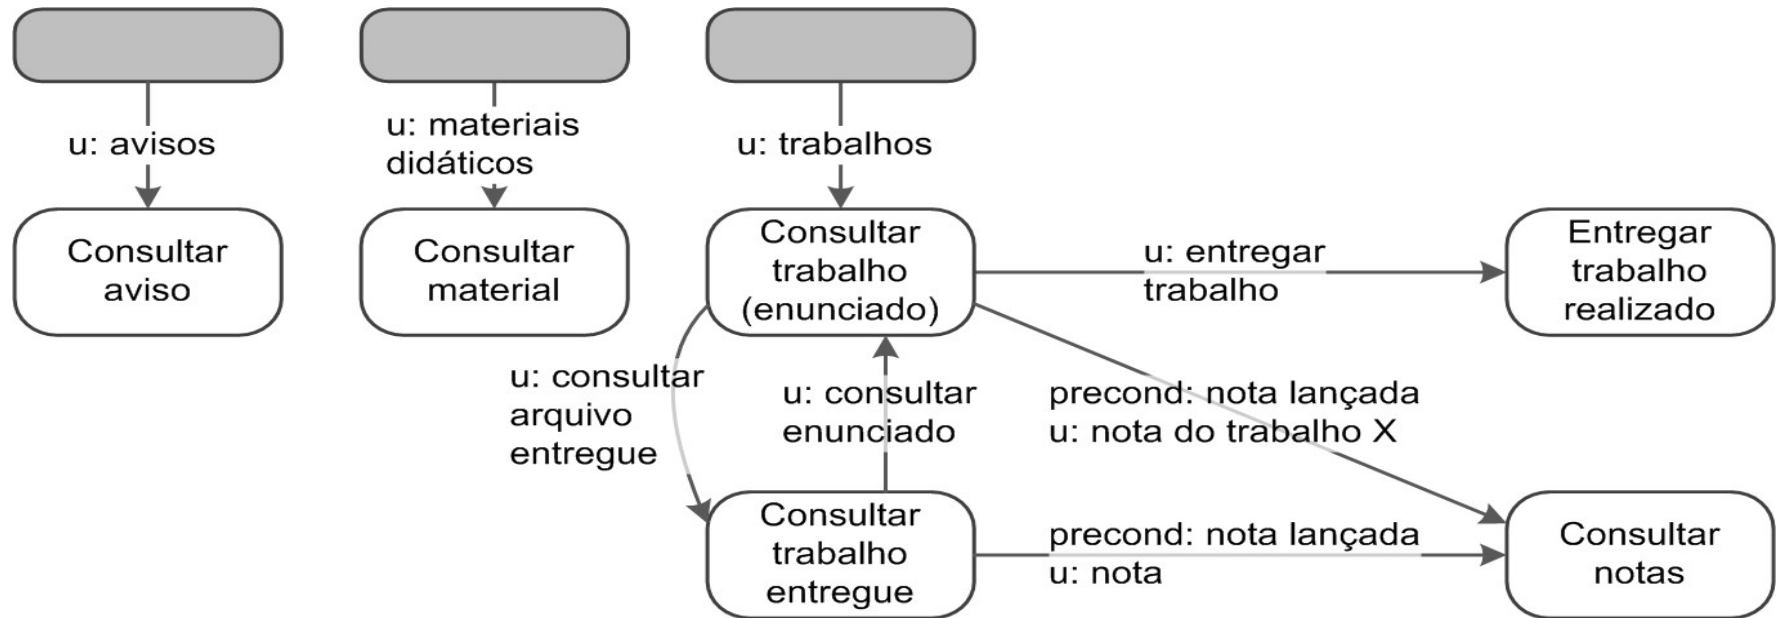 u: avisos
u: materiais
didáticos
u: trabalhos
Consultar
aviso
Consultar
material
Consultar
trabalho
(enunciado)
u: entregar
trabalho
Entregar
trabalho
realizado
u: consultar
arquivo
entregue
u: consultar
enunciado
precond: nota lançada
u: nota do trabalho X
Consultar
trabalho
entregue
precond: nota lançada
u: nota
Consultar
notas